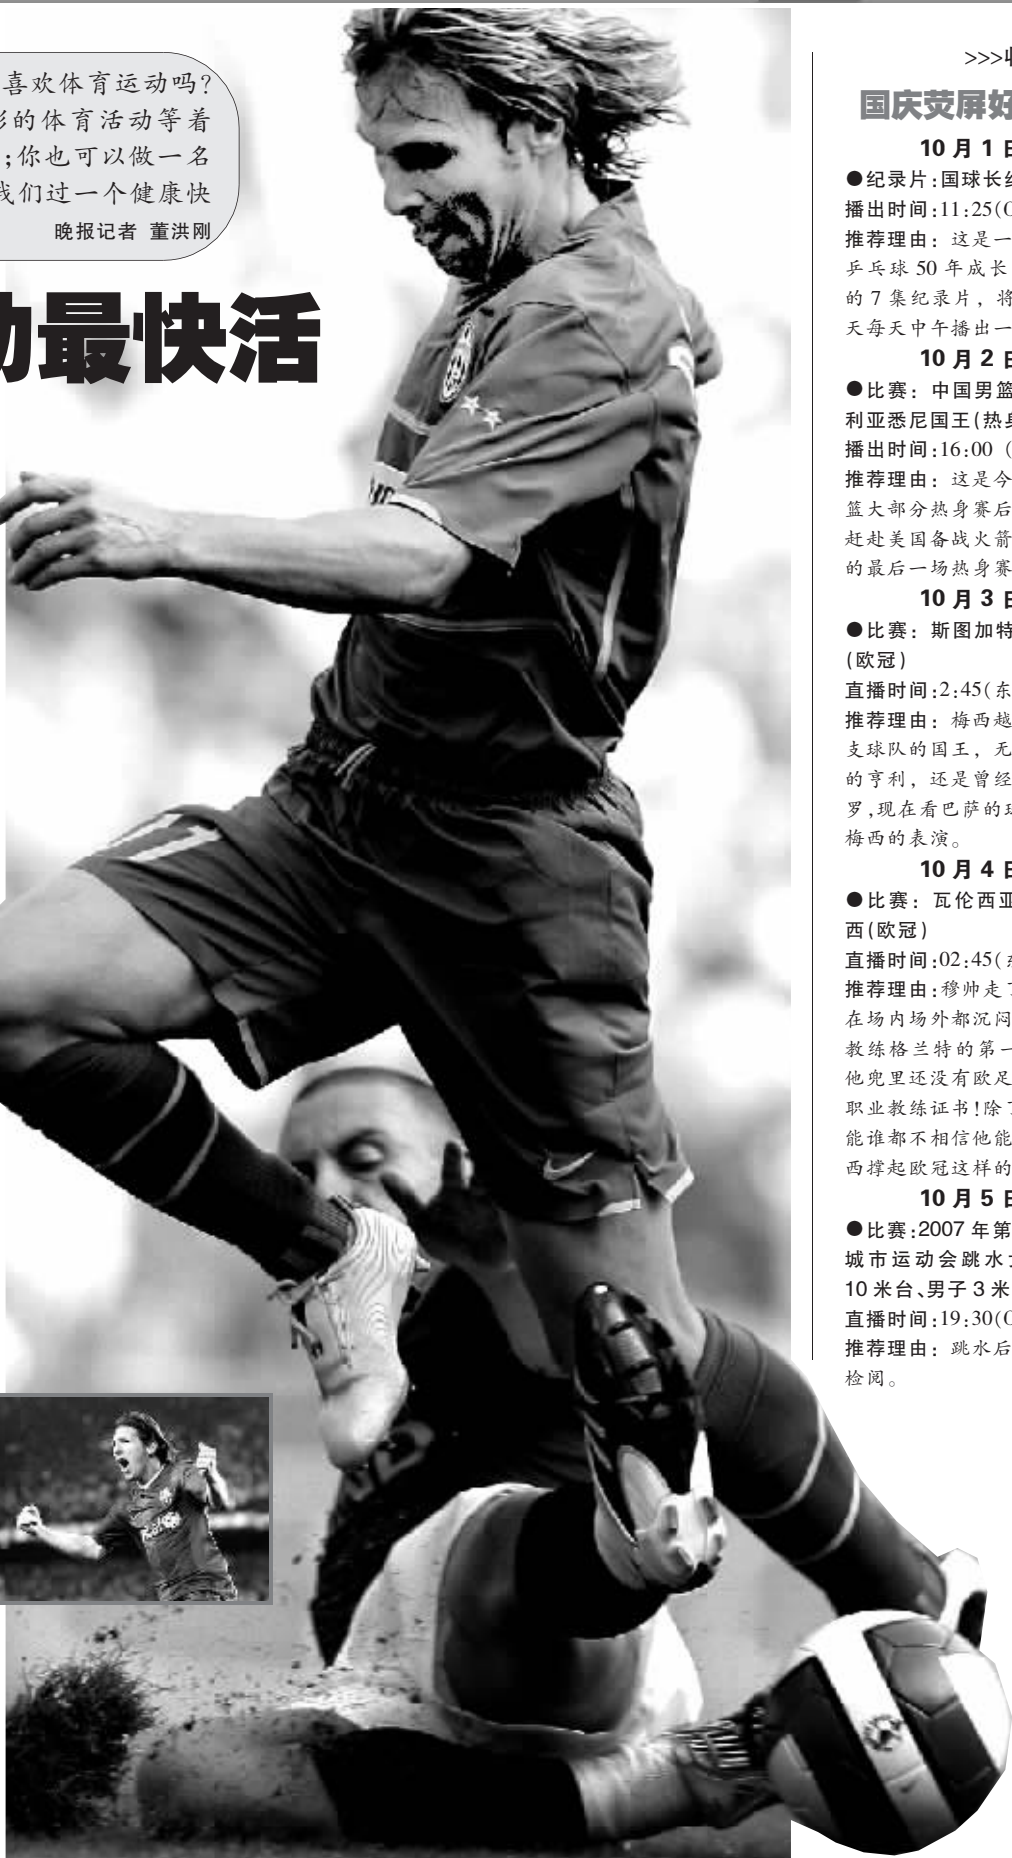 喜欢体育运动吗?
的体育活动等着
;你也可以做一名
我们过一个健康快
晚报记者 董洪刚
动最快活
11
>>>收
国庆荧屏好
10月1日
●纪录片:国球长
播出时间:11:25(C
推荐理由: 这是一
乒乓球50年成长
的7集纪录片, 将
天每天中午播出一
10月2日
●比赛: 中国男篮
利亚悉尼国王(热身
播出时间:16:00 (
推荐理由: 这是今
篮大部分热身赛后
赶赴美国备战火箭
的最后一场热身赛
10月3日
●比赛: 斯图加特
(欧冠)
直播时间:2:45(东
推荐理由: 梅西越
支球队的国王, 无
的亨利, 还是曾经
罗,现在看巴萨的球
梅西的表演。
10月4日
●比赛: 瓦伦西亚
西(欧冠)
直播时间:02:45(
推荐理由:穆帅走了
在场内场外都沉闷
教练格兰特的第一
他兜里还没有欧足
职业教练证书!除了
能谁都不相信他能
西撑起欧冠这样的
10月5日
●比赛:2007年第
城市运动会跳水女
10米台、男子3米
直播时间:19:30(C
推荐理由: 跳水后
检阅。